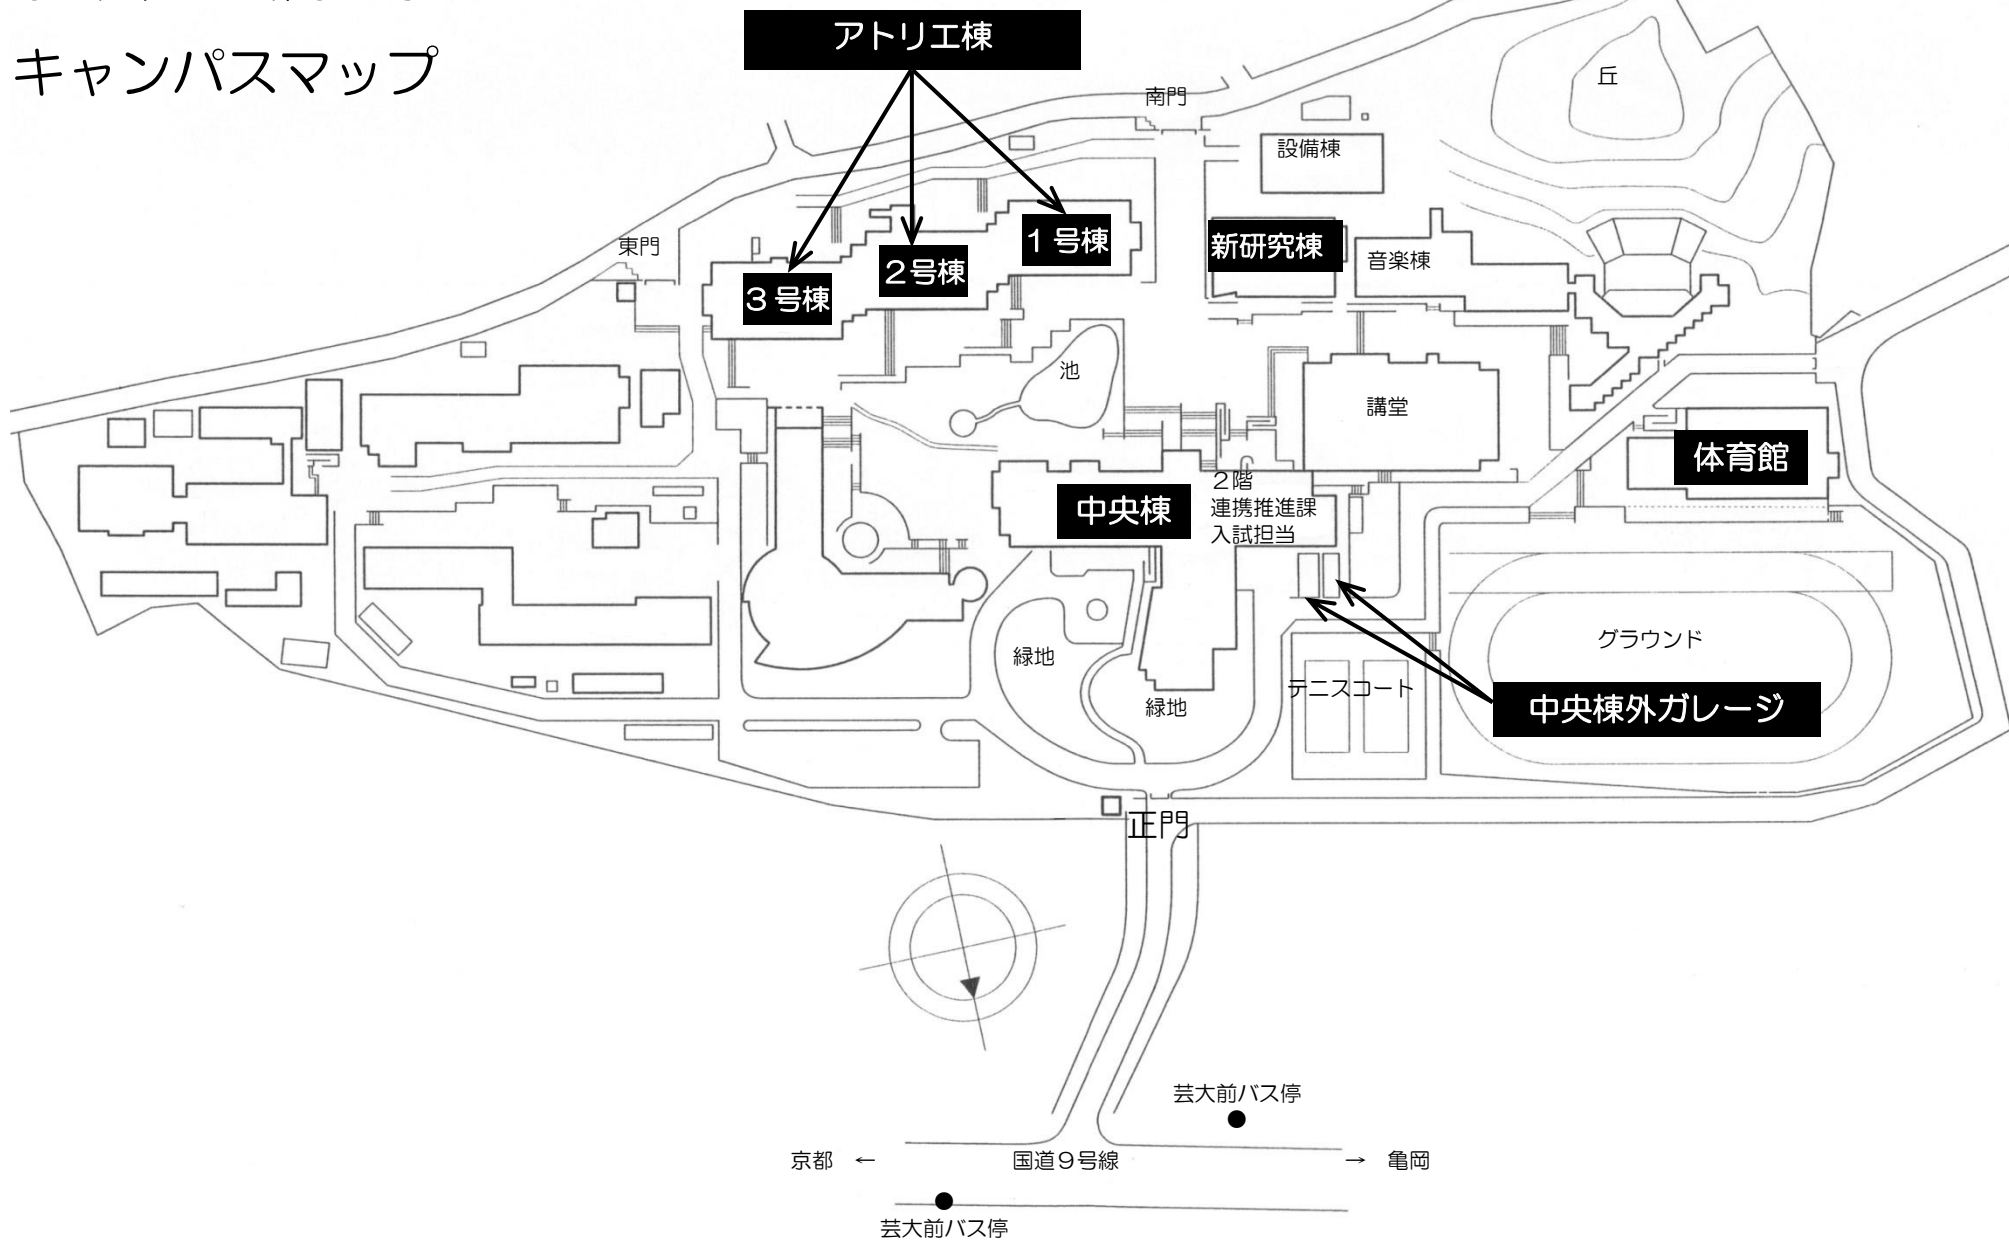 キャンパスマップ
アトリエ棟
南門
丘
設備棟
東門
1号棟
2号棟
3号棟
新研究棟
音楽棟
池
講堂
体育館
中央棟
2階
連携推進課
入試担当
グラウンド
緑地
緑地
テニスコート
中央棟外ガレージ
正門
芸大前バス停
京都 ← 国道9号線 → 亀岡
芸大前バス停